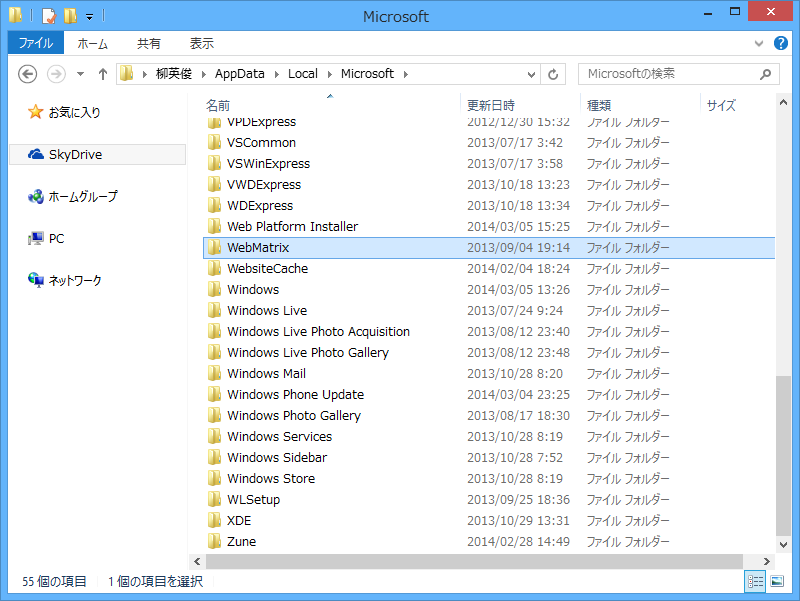 Microsoft
ファイル ホーム 共有 表示
柳英俊 AppData Local Microsoft Microsoftの検索
名前 更新日時 種類 サイズ
お気に入り
SkyDrive
ホームグループ
PC
ネットワーク
VPDExpress 2012/12/30 15:32 ファイル フォルダー
VSCommon 2013/07/17 3:42 ファイル フォルダー
VSWinExpress 2013/07/17 3:58 ファイル フォルダー
VWDExpress 2013/10/18 13:23 ファイル フォルダー
WDExpress 2013/10/18 13:34 ファイル フォルダー
Web Platform Installer 2014/03/05 15:25 ファイル フォルダー
WebMatrix 2013/09/04 19:14 ファイル フォルダー
WebsiteCache 2014/02/04 18:24 ファイル フォルダー
Windows 2014/03/05 13:26 ファイル フォルダー
Windows Live 2013/07/24 9:24 ファイル フォルダー
Windows Live Photo Acquisition 2013/08/12 23:40 ファイル フォルダー
Windows Live Photo Gallery 2013/08/12 23:48 ファイル フォルダー
Windows Mail 2013/10/28 8:20 ファイル フォルダー
Windows Phone Update 2014/03/04 23:25 ファイル フォルダー
Windows Photo Gallery 2013/08/17 18:30 ファイル フォルダー
Windows Services 2013/10/28 8:19 ファイル フォルダー
Windows Sidebar 2013/10/28 7:52 ファイル フォルダー
Windows Store 2013/10/28 8:19 ファイル フォルダー
WLSetup 2013/09/25 18:36 ファイル フォルダー
XDE 2013/10/29 13:31 ファイル フォルダー
Zune 2014/02/28 14:49 ファイル フォルダー
55 個の項目 1 個の項目を選択